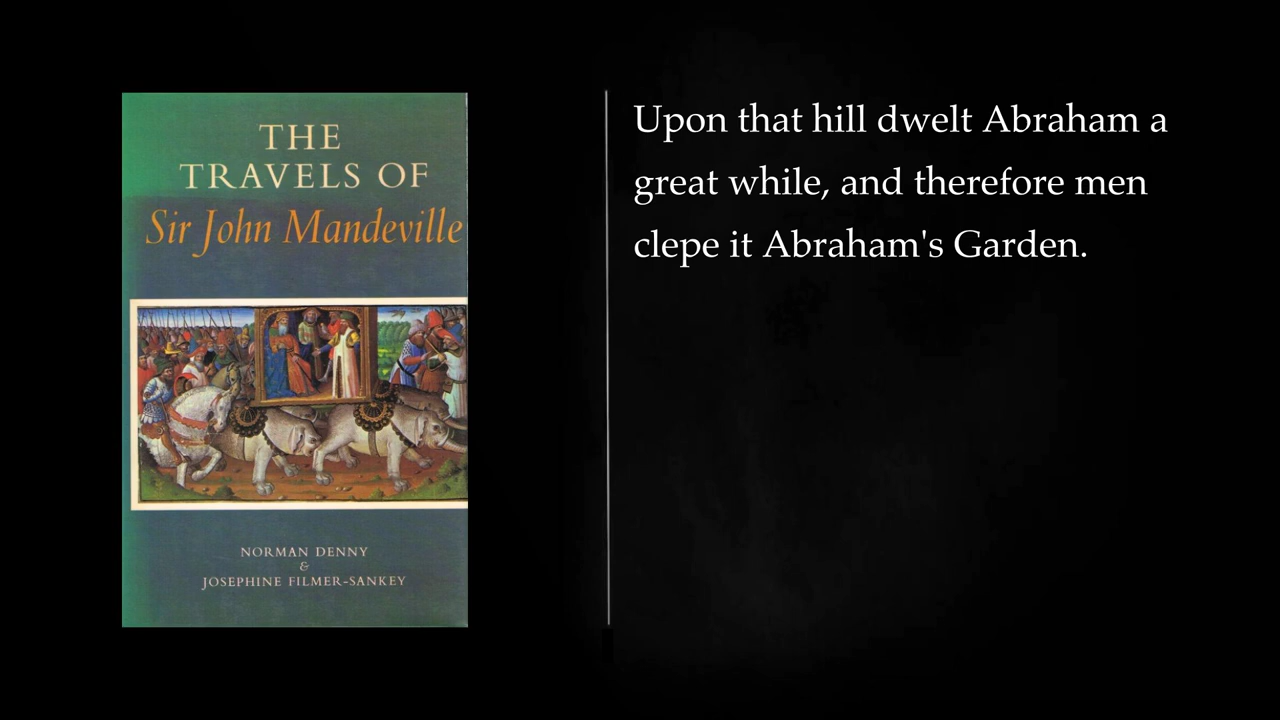 THE
TRAVELS OF
Sir John Mandeville
NORMAN DENNY
&
JOSEPHINE FILMER-SANKEY
Upon that hill dwelt Abraham a
great while, and therefore men
clepe it Abraham's Garden.